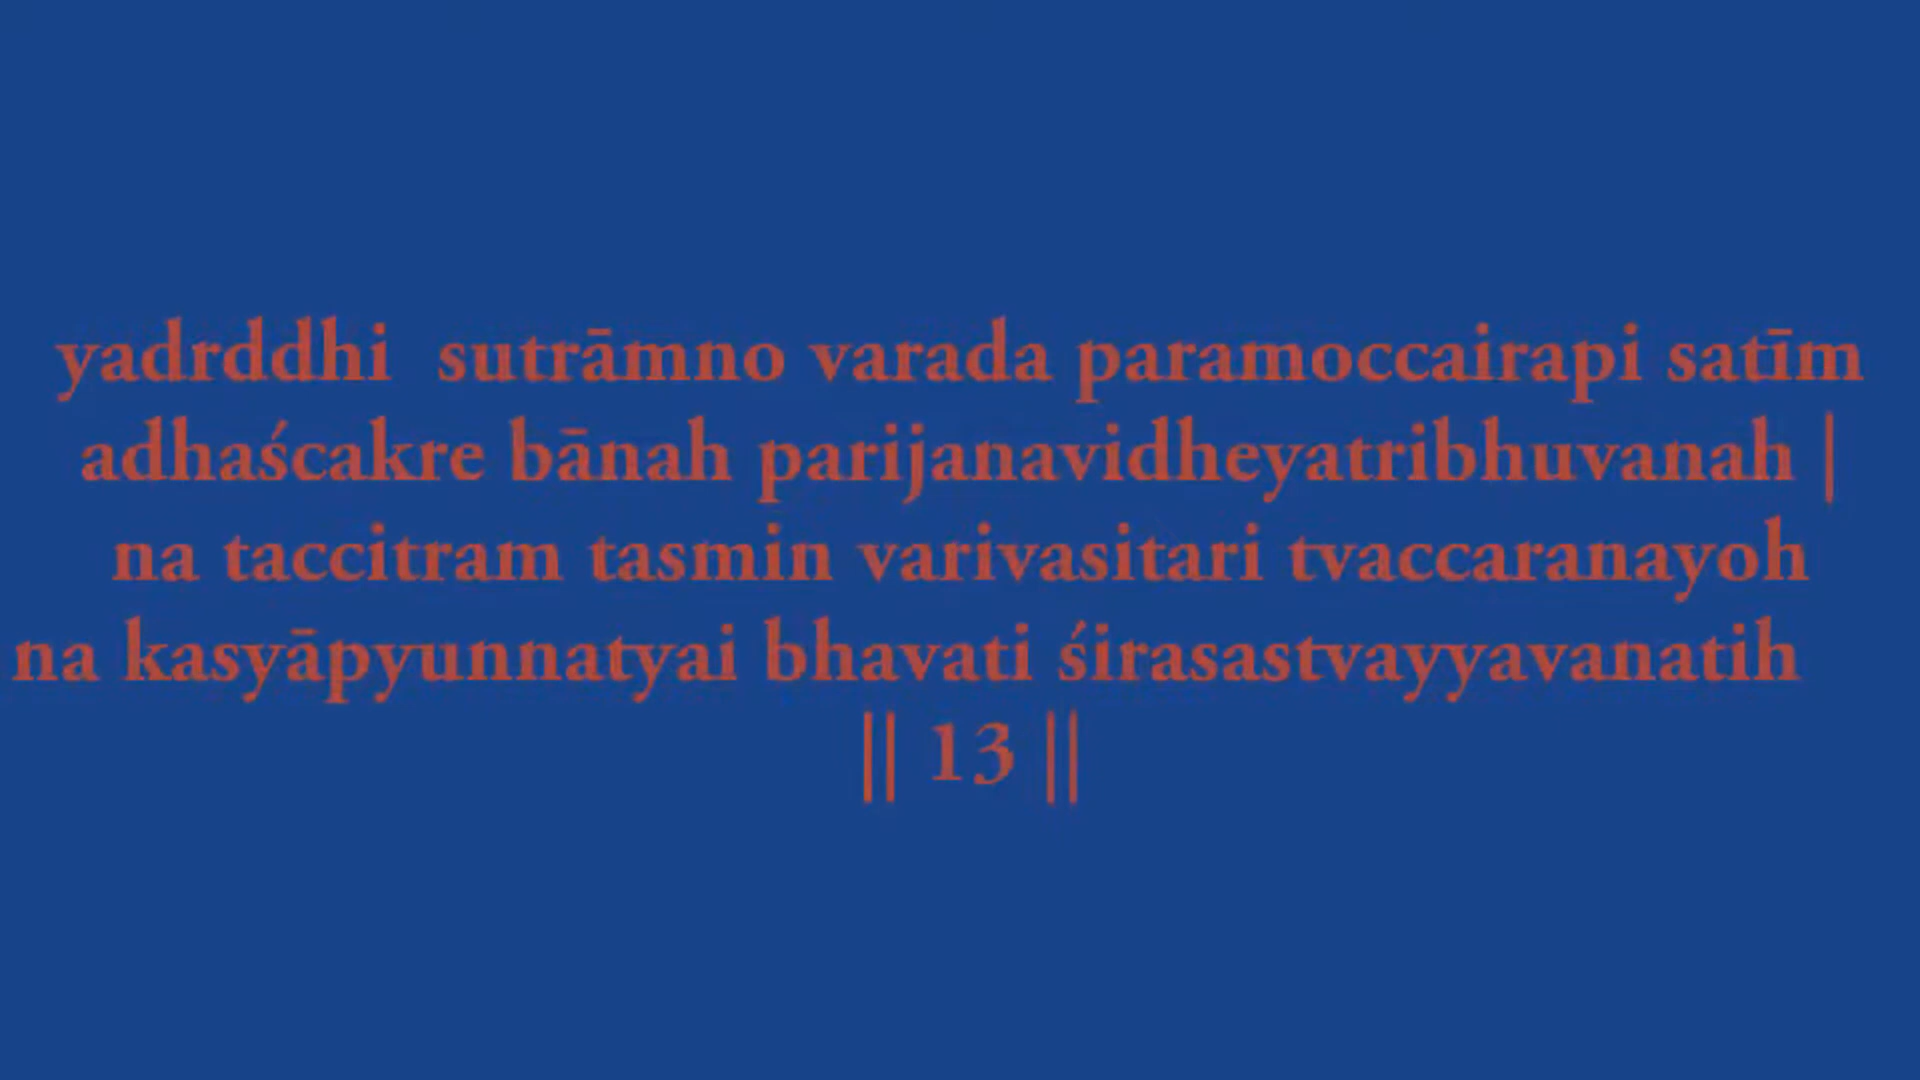 yadrddhi sutrāmno varada paramoccairapi satīm
adhaścakre bānah parijanavidheyatribhuvanah |
na taccitram tasmin varivasitari tvaccaranayoh
na kasyāpyunnatyai bhavati śirasastvayyavanatih
|| 13 ||